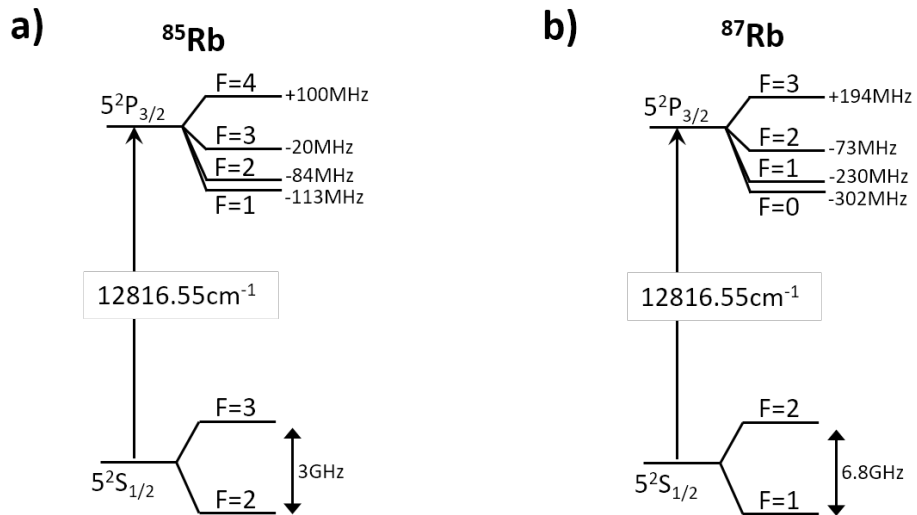 a)
⁸⁵Rb
F=4
+100MHz
5²P₃/₂
F=3
-20MHz
F=2
-84MHz
F=1
-113MHz
12816.55cm⁻¹
F=3
3GHz
5²S₁/₂
F=2
b)
⁸⁷Rb
F=3
+194MHz
5²P₃/₂
F=2
-73MHz
F=1
-230MHz
F=0
-302MHz
12816.55cm⁻¹
F=2
6.8GHz
5²S₁/₂
F=1